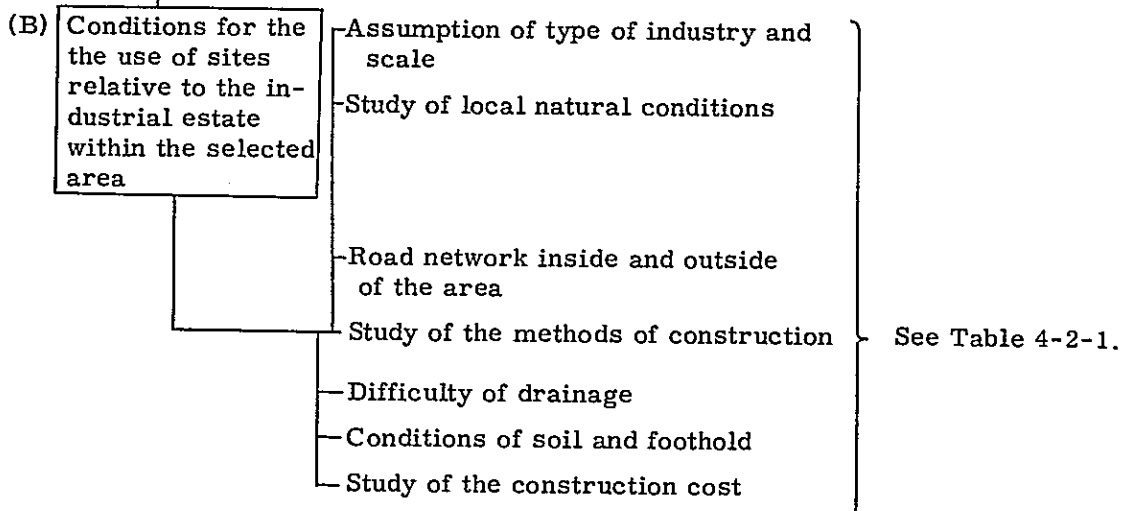 (B) Conditions for the
the use of sites
relative to the in-
dustrial estate
within the selected
area
Assumption of type of industry and
scale
Study of local natural conditions
Road network inside and outside
of the area
Study of the methods of construction
Difficulty of drainage
Conditions of soil and foothold
Study of the construction cost
See Table 4-2-1.